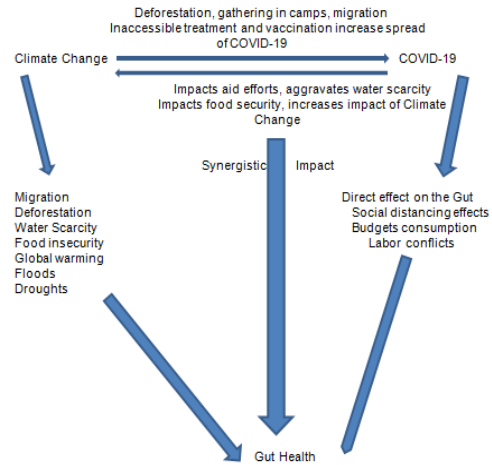 Deforestation, gathering in camps, migration
Inaccessible treatment and vaccination increase spread
of COVID-19
Climate Change
COVID-19
Impacts aid efforts, aggravates water scarcity
Impacts food security, increases impact of Climate
Change
Synergistic Impact
Migration
Deforestation
Water Scarcity
Food insecurity
Global warming
Floods
Droughts
Direct effect on the Gut
Social distancing effects
Budgets consumption
Labor conflicts
Gut Health